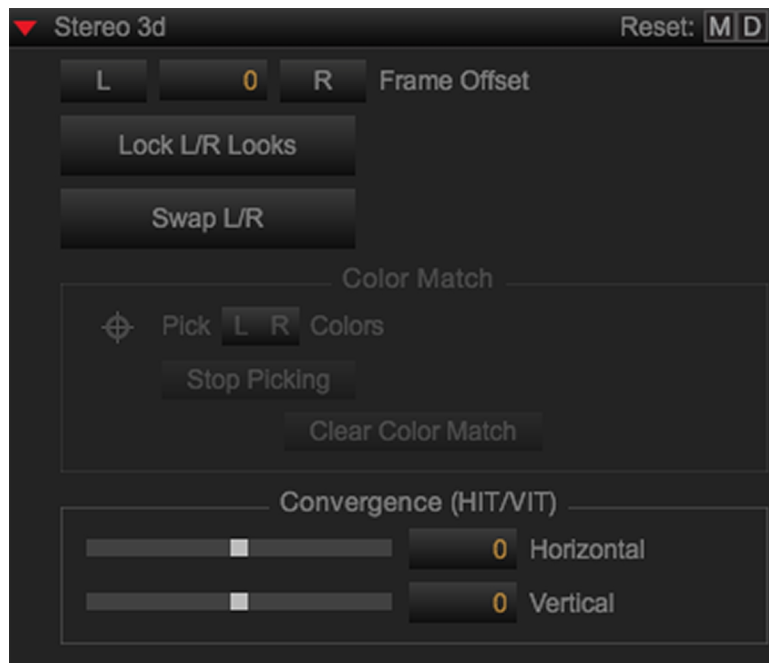 Stereo 3d Reset: M D
L 0 R Frame Offset
Lock L/R Looks
Swap L/R
Color Match
Pick L R Colors
Stop Picking
Clear Color Match
Convergence (HIT/VIT)
0 Horizontal
0 Vertical